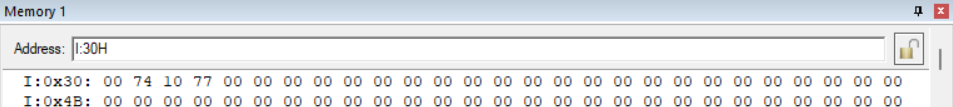 Memory 1
Address: I:30H
I:0x30: 00 74 10 77 00 00 00 00 00 00 00 00 00 00 00 00 00 00 00 00 00 00 00 00 00 00 00
I:0x4B: 00 00 00 00 00 00 00 00 00 00 00 00 00 00 00 00 00 00 00 00 00 00 00 00 00 00 00